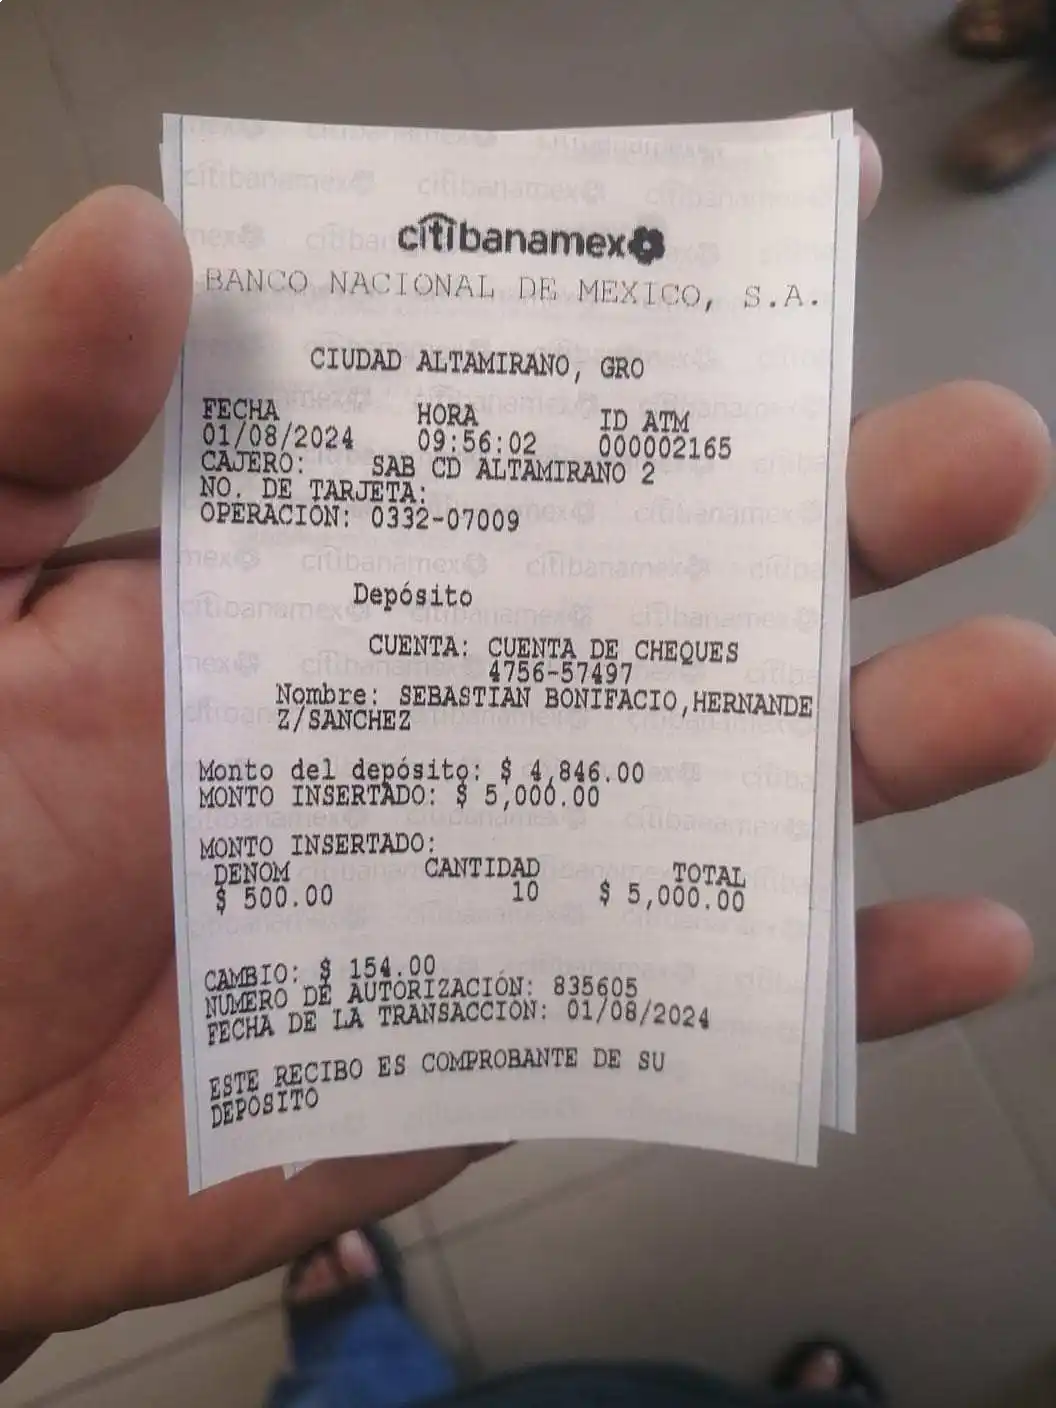 citibanamex
BANCO NACIONAL DE MEXICO, S.A.
CIUDAD ALTAMIRANO, GRO
FECHA HORA ID ATM
01/08/2024 09:56:02 000002165
CAJERO: SAB CD ALTAMIRANO 2
NO. DE TARJETA:
OPERACIÓN: 0332-07009
Depósito
CUENTA: CUENTA DE CHEQUES
4756-57497
Nombre: SEBASTIAN BONIFACIO,HERNANDE
Z/SANCHEZ
Monto del depósito: $ 4,846.00
MONTO INSERTADO: $ 5,000.00
MONTO INSERTADO:
DENOM CANTIDAD TOTAL
$ 500.00 10 $ 5,000.00
CAMBIO: $ 154.00
NUMERO DE AUTORIZACIÓN: 835605
FECHA DE LA TRANSACCION: 01/08/2024
ESTE RECIBO ES COMPROBANTE DE SU
DEPÓSITO